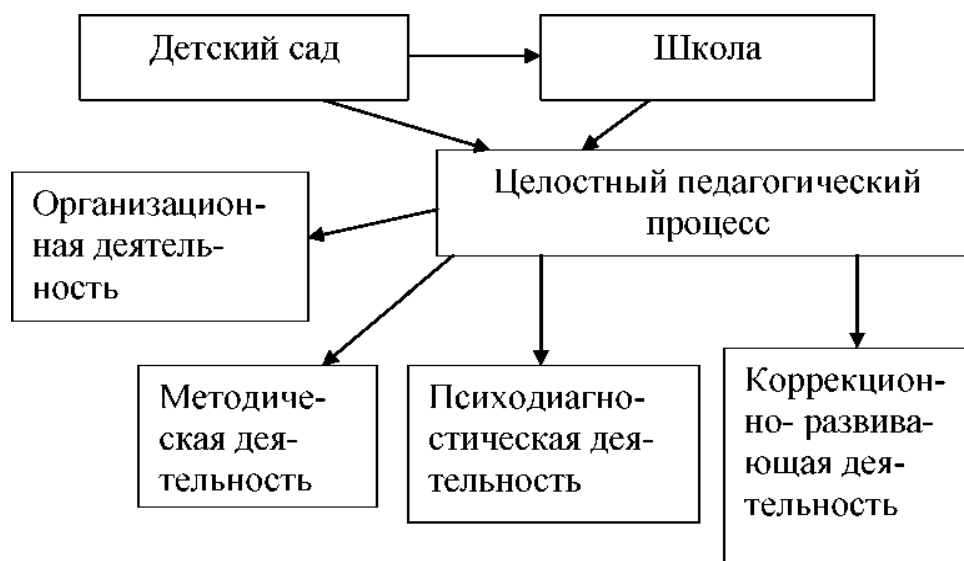 Детский сад
Школа
Целостный педагогический
процесс
Организацион-
ная деятель-
ность
Методиче-
ская дея-
тельность
Психодиагно-
стическая дея-
тельность
Коррекцион-
но- развива-
ющая дея-
тельность